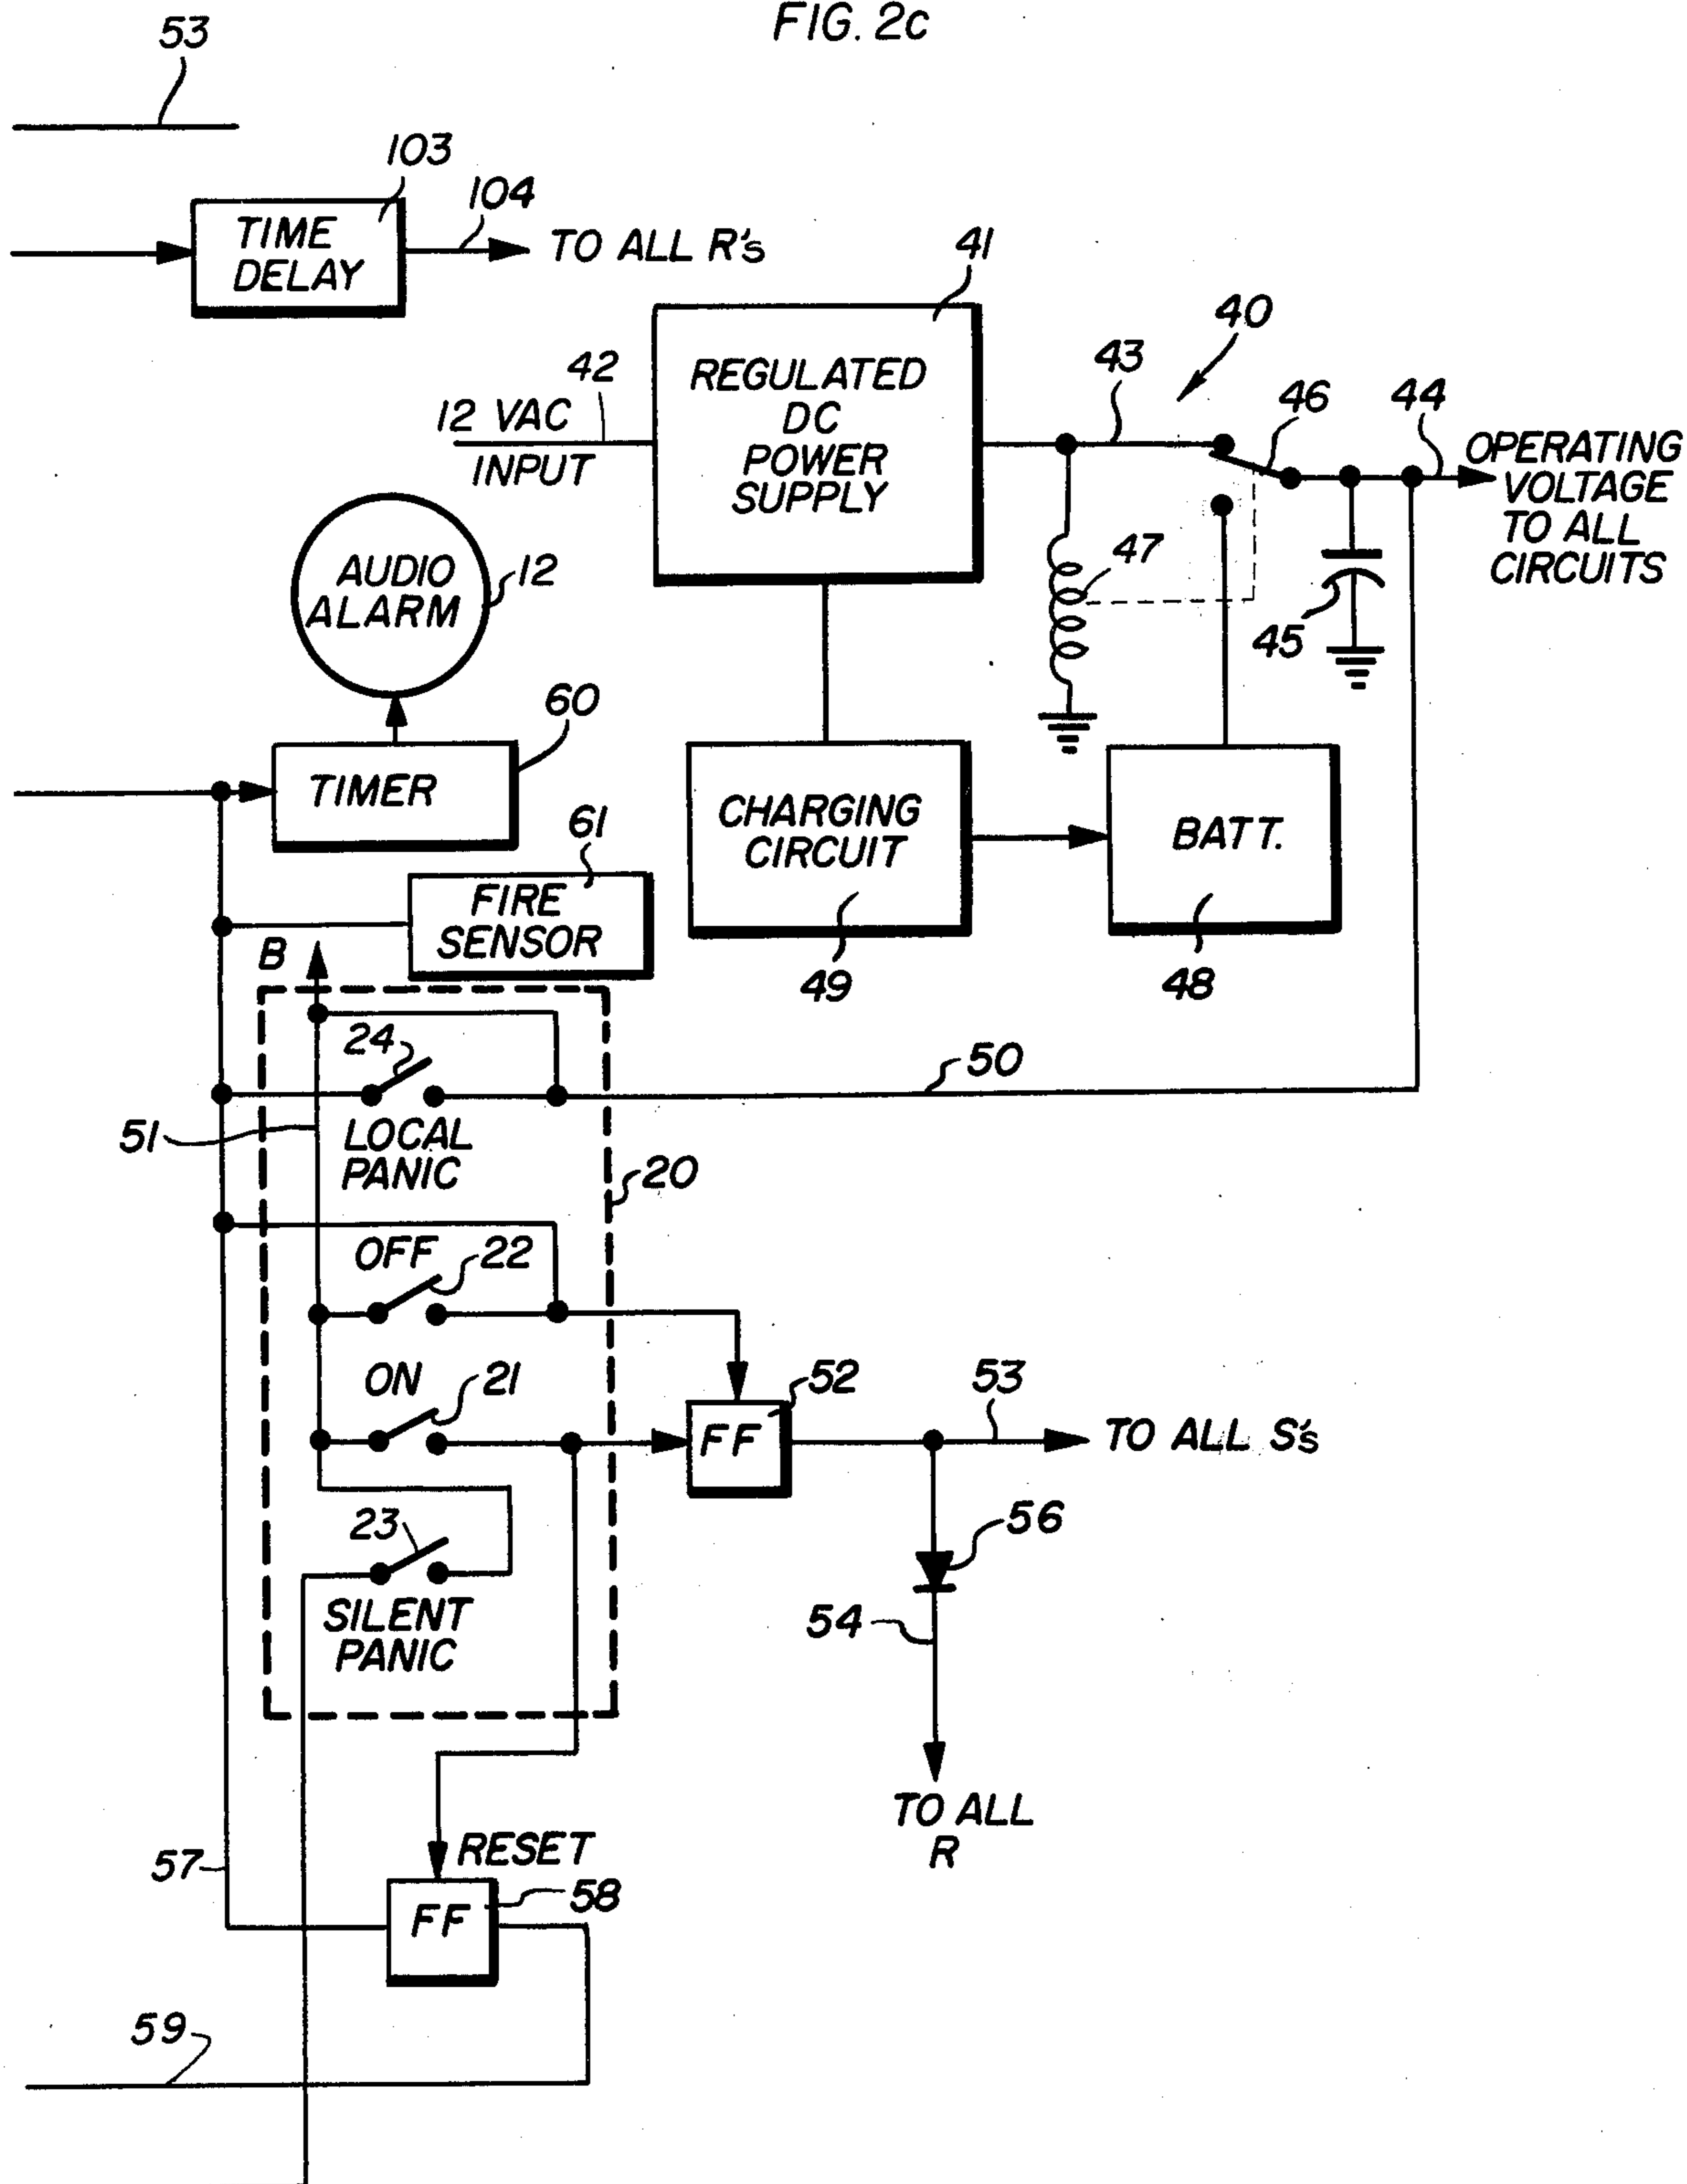 FIG. 2c
53
103
104
TIME
DELAY
TO ALL R's
41
40
42
REGULATED
DC
POWER
SUPPLY
43
46
44
12 VAC
INPUT
OPERATING
VOLTAGE
TO ALL
CIRCUITS
AUDIO
ALARM
12
47
45
60
TIMER
CHARGING
CIRCUIT
BATT.
61
FIRE
SENSOR
B
49
48
24
50
51
LOCAL
PANIC
20
OFF
22
ON
21
52
FF
53
TO ALL S's
23
56
SILENT
PANIC
54
TO ALL
R
RESET
57
58
FF
59